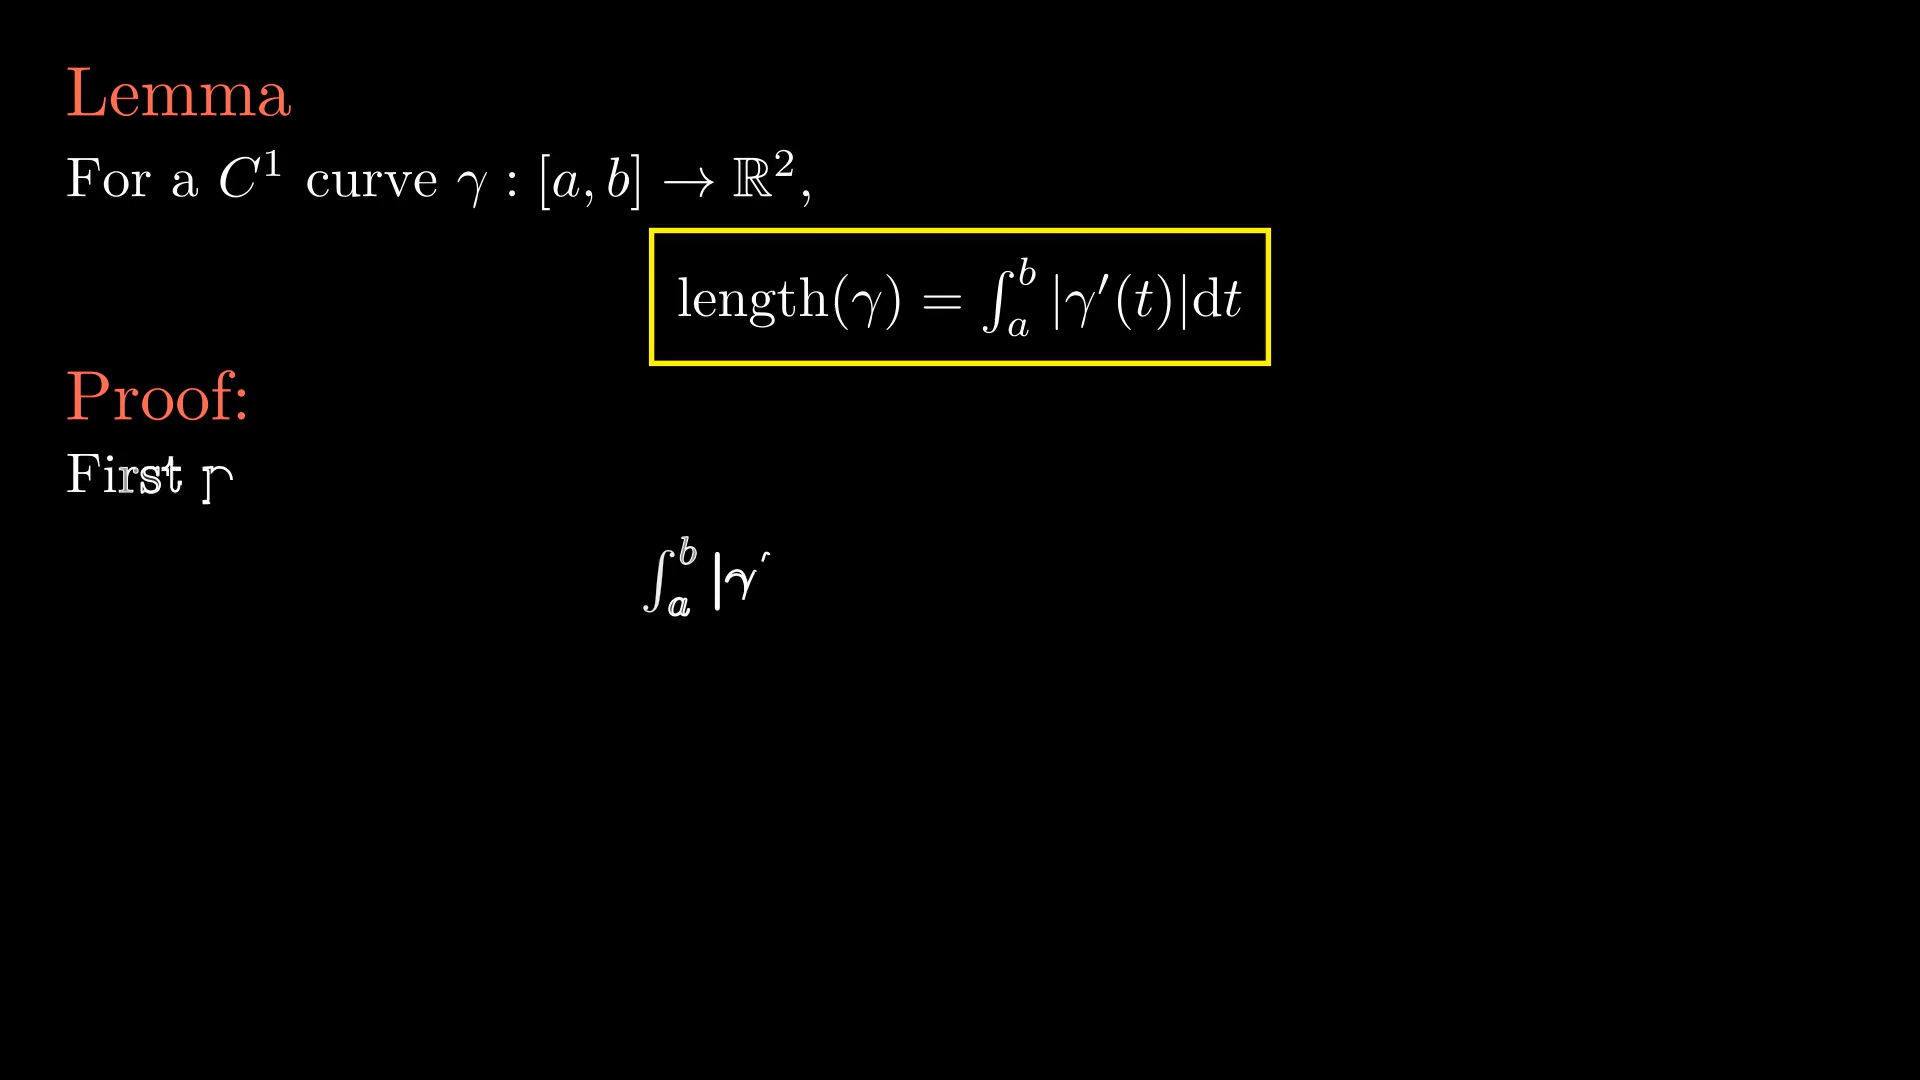 Lemma
For a C¹ curve γ : [a, b] → ℝ²,
length(γ) = ∫ₐᵇ |γ′(t)|dt
Proof:
First
∫ₐᵇ |γ′